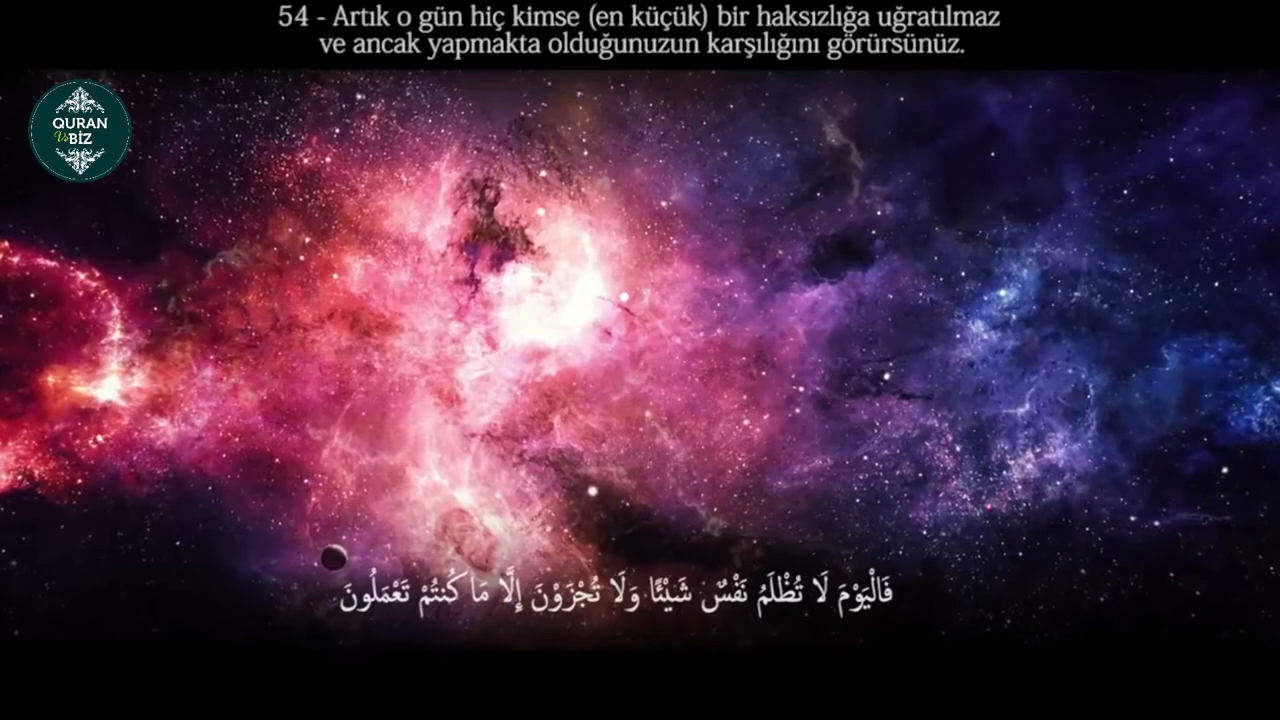 54 - Artık o gün hiç kimse (en küçük) bir haksızlığa uğratılmaz
ve ancak yapmakta olduğunuzun karşılığını görürsünüz.
QURAN
Ve BİZ
فَالْيَوْمَ لَا تُظْلَمُ نَفْسٌ شَيْئًا وَلَا تُجْزَوْنَ إِلَّا مَا كُنتُمْ تَعْمَلُونَ